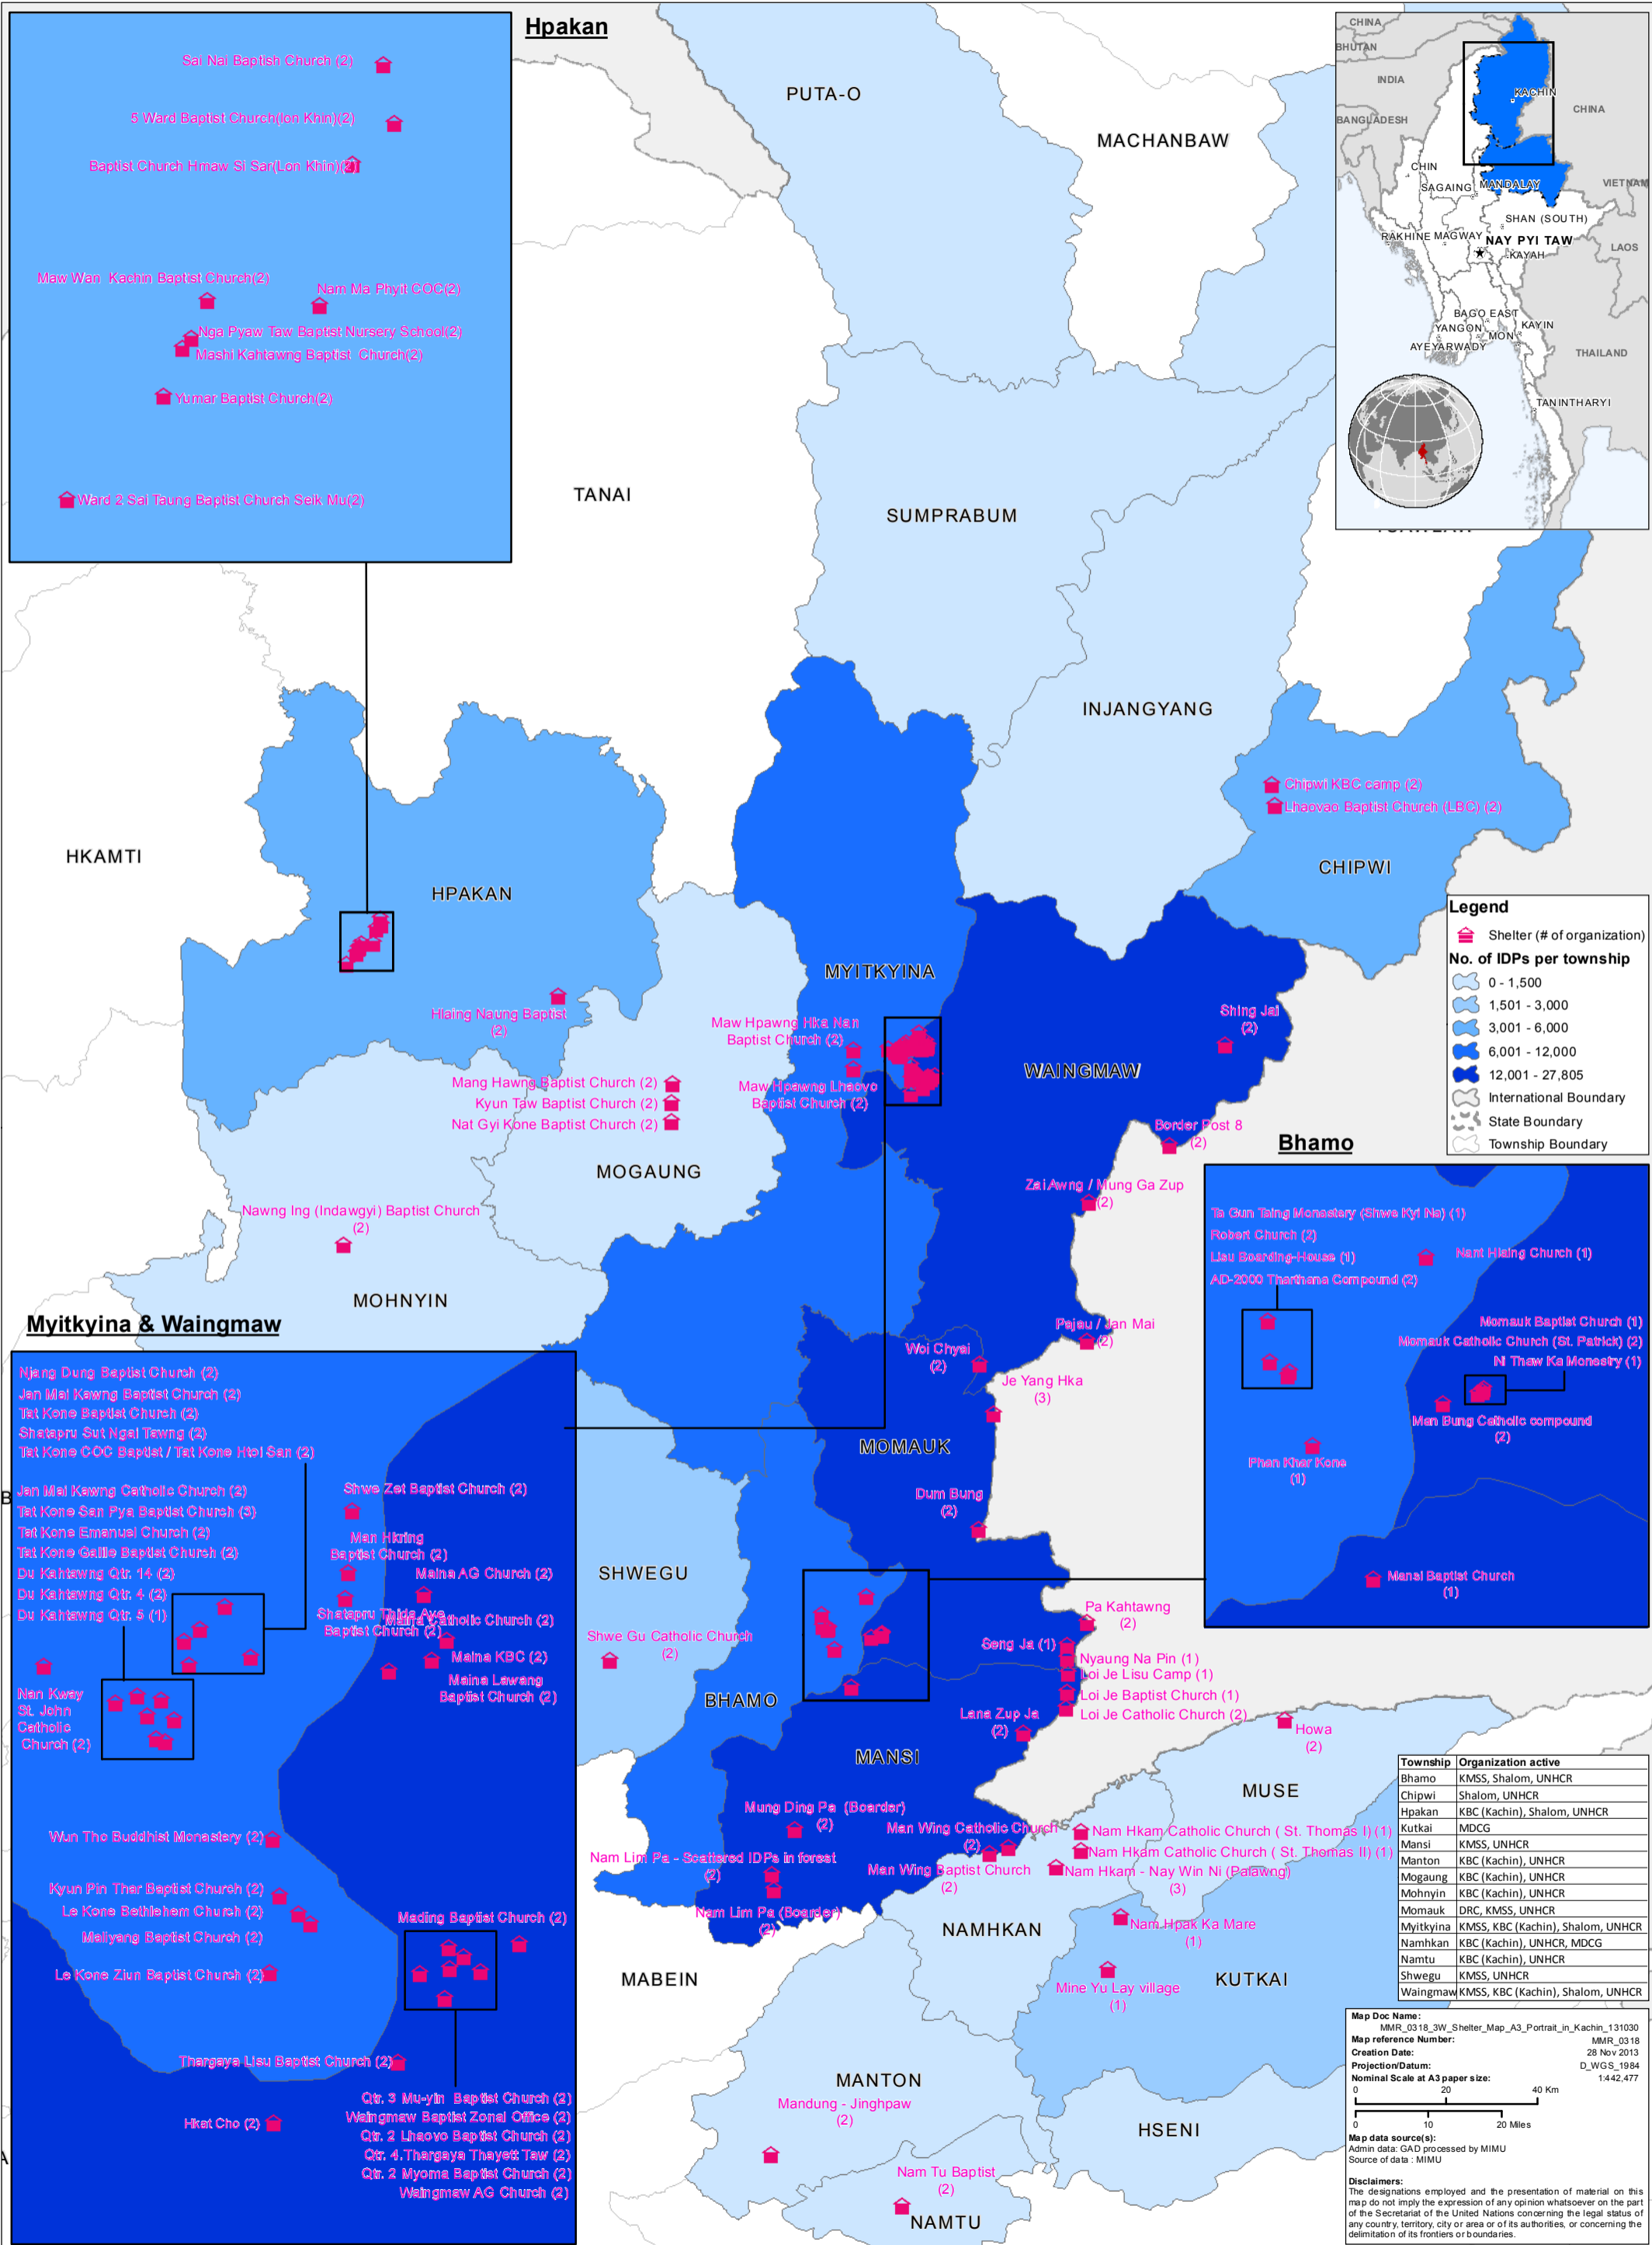 Hpakan
Sai Nai Baptish Church (2)
5 Ward Baptist Church(lon Khin)(2)
Baptist Church Hmaw Si Sar(Lon Khin)(2)
Maw Wan Kachin Baptist Church(2)
Nam Ma Phyit COC(2)
Nga Pyaw Taw Baptist Nursery School(2)
Mashi Kahtawng Baptist Church(2)
Yumar Baptist Church(2)
Ward 2 Sai Taung Baptist Church Seik Mu(2)
CHINA
BHUTAN
INDIA
BANGLADESH
KACHIN
CHINA
CHIN
SAGAING
MANDALAY
VIETNAM
SHAN (SOUTH)
RAKHINE
MAGWAY
NAY PYI TAW
LAOS
KAYAH
BAGO EAST
YANGON
KAYIN
MON
AYEYARWADY
THAILAND
TANINTHARYI
PUTA-O
MACHANBAW
TANAI
SUMPRABUM
INJANGYANG
HKAMTI
HPAKAN
CHIPWI
Chipwi KBC camp (2)
Lhaovao Baptist Church (LBC) (2)
Hlaing Naung Baptist
(2)
MYITKYINA
Maw Hpawng Hka Nan
Baptist Church (2)
Maw Hpawng Lhaovo
Baptist Church (2)
Mang Hawng Baptist Church (2)
Kyun Taw Baptist Church (2)
Nat Gyi Kone Baptist Church (2)
MOGAUNG
Nawng Ing (Indawgyi) Baptist Church
(2)
MOHNYIN
WAINGMAW
Shing Jai
(2)
Border Post 8
(2)
Zai Awng / Mung Ga Zup
(2)
Pajau / Jan Mai
(2)
Woi Chyai
(2)
Je Yang Hka
(3)
MOMAUK
Dum Bung
(2)
Legend
Shelter (# of organization)
No. of IDPs per township
0 - 1,500
1,501 - 3,000
3,001 - 6,000
6,001 - 12,000
12,001 - 27,805
International Boundary
State Boundary
Township Boundary
Bhamo
Ta Gun Taing Monastery (Shwe Kyi Na) (1)
Robert Church (2)
Lisu Boarding-House (1)
AD-2000 Tharthana Compound (2)
Nant Hlaing Church (1)
Momauk Baptist Church (1)
Momauk Catholic Church (St. Patrick) (2)
Ni Thaw Ka Monastry (1)
Man Bung Catholic compound
(2)
Phan Khar Kone
(1)
Mansi Baptist Church
(1)
Myitkyina & Waingmaw
Njang Dung Baptist Church (2)
Jan Mai Kawng Baptist Church (2)
Tat Kone Baptist Church (2)
Shatapru Sut Ngai Tawng (2)
Tat Kone COC Baptist / Tat Kone Htoi San (2)
Jan Mai Kawng Catholic Church (2)
Tat Kone San Pya Baptist Church (3)
Tat Kone Emanuel Church (2)
Tat Kone Galile Baptist Church (2)
Du Kahtawng Qtr. 14 (2)
Du Kahtawng Qtr. 4 (2)
Du Kahtawng Qtr. 5 (1)
Shwe Zet Baptist Church (2)
Man Hkring
Baptist Church (2)
Maina AG Church (2)
Shatapru Thida Aye
Baptist Church (2)
Maina Catholic Church (2)
Maina KBC (2)
Maina Lawang
Baptist Church (2)
Nan Kway
St. John
Catholic
Church (2)
Wun Tho Buddhist Monastery (2)
Kyun Pin Thar Baptist Church (2)
Le Kone Bethlehem Church (2)
Maliyang Baptist Church (2)
Le Kone Ziun Baptist Church (2)
Mading Baptist Church (2)
Thargaya Lisu Baptist Church (2)
Hkat Cho (2)
Qtr. 3 Mu-yin Baptist Church (2)
Waingmaw Baptist Zonal Office (2)
Qtr. 2 Lhaovo Baptist Church (2)
Qtr. 4.Thargaya Thayett Taw (2)
Qtr. 2 Myoma Baptist Church (2)
Waingmaw AG Church (2)
SHWEGU
Shwe Gu Catholic Church
(2)
BHAMO
Pa Kahtawng
(2)
Seng Ja (1)
Nyaung Na Pin (1)
Loi Je Lisu Camp (1)
Loi Je Baptist Church (1)
Loi Je Catholic Church (2)
Lana Zup Ja
(2)
MANSI
Howa
(2)
MUSE
Mung Ding Pa (Boarder)
(2)
Man Wing Catholic Church
(2)
Nam Lim Pa - Scattered IDPs in forest
(2)
Man Wing Baptist Church
(2)
Nam Lim Pa (Boarder)
(2)
Nam Hkam Catholic Church ( St. Thomas I) (1)
Nam Hkam Catholic Church ( St. Thomas II) (1)
Nam Hkam - Nay Win Ni (Palawng)
(3)
NAMHKAN
Nam Hpak Ka Mare
(1)
Mine Yu Lay village
(1)
KUTKAI
MABEIN
MANTON
Mandung - Jinghpaw
(2)
HSENI
Nam Tu Baptist
(2)
NAMTU
Township Organization active
Bhamo KMSS, Shalom, UNHCR
Chipwi Shalom, UNHCR
Hpakan KBC (Kachin), Shalom, UNHCR
Kutkai MDCG
Mansi KMSS, UNHCR
Manton KBC (Kachin), UNHCR
Mogaung KBC (Kachin), UNHCR
Mohnyin KBC (Kachin), UNHCR
Momauk DRC, KMSS, UNHCR
Myitkyina KMSS, KBC (Kachin), Shalom, UNHCR
Namhkan KBC (Kachin), UNHCR, MDCG
Namtu KBC (Kachin), UNHCR
Shwegu KMSS, UNHCR
Waingmaw KMSS, KBC (Kachin), Shalom, UNHCR
Map Doc Name:
MMR_0318_3W_Shelter_Map_A3_Portrait_in_Kachin_131030
Map reference Number: MMR_0318
Creation Date: 28 Nov 2013
Projection/Datum: D_WGS_1984
Nominal Scale at A3 paper size: 1:442,477
0 20 40 Km
0 10 20 Miles
Map data source(s):
Admin data: GAD processed by MIMU
Source of data : MIMU
Disclaimers:
The designations employed and the presentation of material on this
map do not imply the expression of any opinion whatsoever on the part
of the Secretariat of the United Nations concerning the legal status of
any country, territory, city or area or of its authorities, or concerning the
delimitation of its frontiers or boundaries.